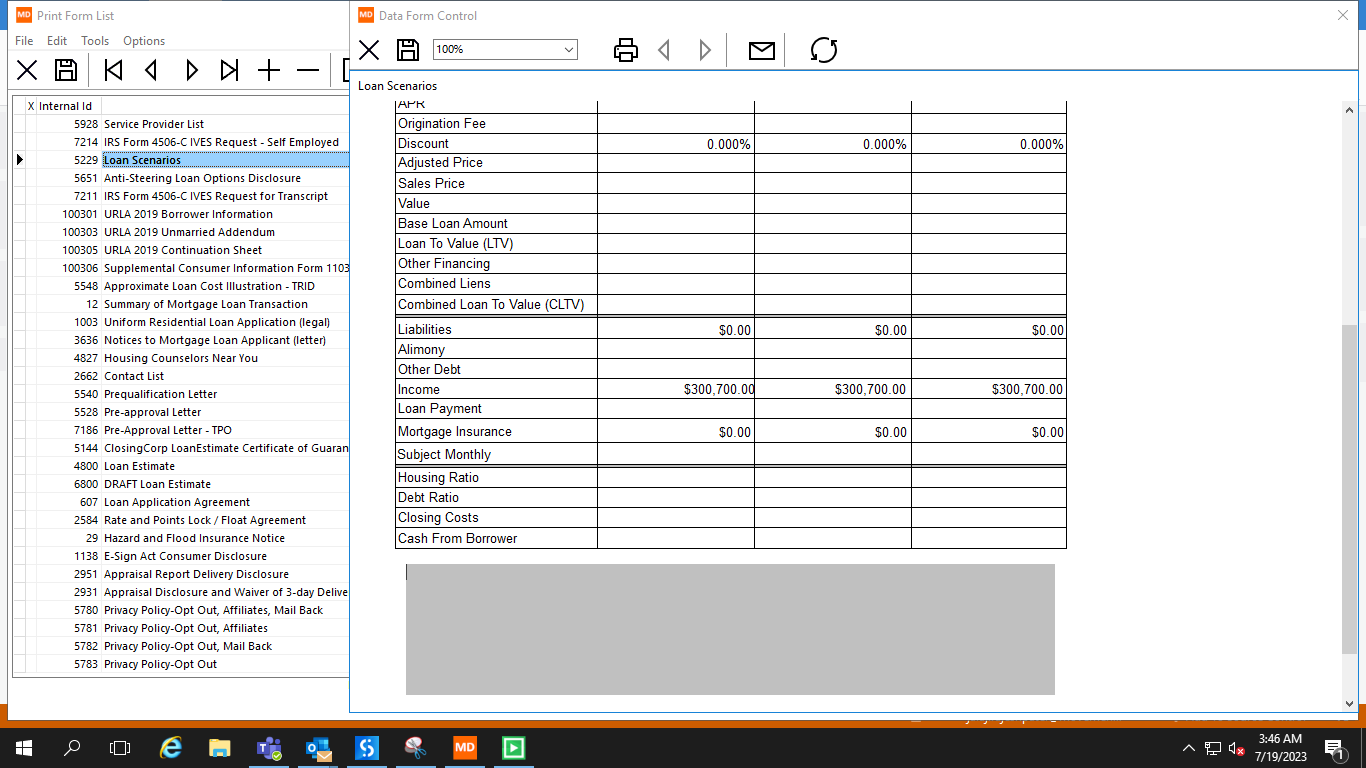 MD Print Form List
MD Data Form Control
File Edit Tools Options
100%
Loan Scenarios
X Internal Id
5928 Service Provider List
7214 IRS Form 4506-C IVES Request - Self Employed
5229 Loan Scenarios
5651 Anti-Steering Loan Options Disclosure
7211 IRS Form 4506-C IVES Request for Transcript
100301 URLA 2019 Borrower Information
100303 URLA 2019 Unmarried Addendum
100305 URLA 2019 Continuation Sheet
100306 Supplemental Consumer Information Form 1103
5548 Approximate Loan Cost Illustration - TRID
12 Summary of Mortgage Loan Transaction
1003 Uniform Residential Loan Application (legal)
3636 Notices to Mortgage Loan Applicant (letter)
4827 Housing Counselors Near You
2662 Contact List
5540 Prequalification Letter
5528 Pre-approval Letter
7186 Pre-Approval Letter - TPO
5144 ClosingCorp LoanEstimate Certificate of Guaran
4800 Loan Estimate
6800 DRAFT Loan Estimate
607 Loan Application Agreement
2584 Rate and Points Lock / Float Agreement
29 Hazard and Flood Insurance Notice
1138 E-Sign Act Consumer Disclosure
2951 Appraisal Report Delivery Disclosure
2931 Appraisal Disclosure and Waiver of 3-day Delive
5780 Privacy Policy-Opt Out, Affiliates, Mail Back
5781 Privacy Policy-Opt Out, Affiliates
5782 Privacy Policy-Opt Out, Mail Back
5783 Privacy Policy-Opt Out
APR
Origination Fee
Discount 0.000% 0.000% 0.000%
Adjusted Price
Sales Price
Value
Base Loan Amount
Loan To Value (LTV)
Other Financing
Combined Liens
Combined Loan To Value (CLTV)
Liabilities $0.00 $0.00 $0.00
Alimony
Other Debt
Income $300,700.00 $300,700.00 $300,700.00
Loan Payment
Mortgage Insurance $0.00 $0.00 $0.00
Subject Monthly
Housing Ratio
Debt Ratio
Closing Costs
Cash From Borrower
MD
3:46 AM
7/19/2023
1